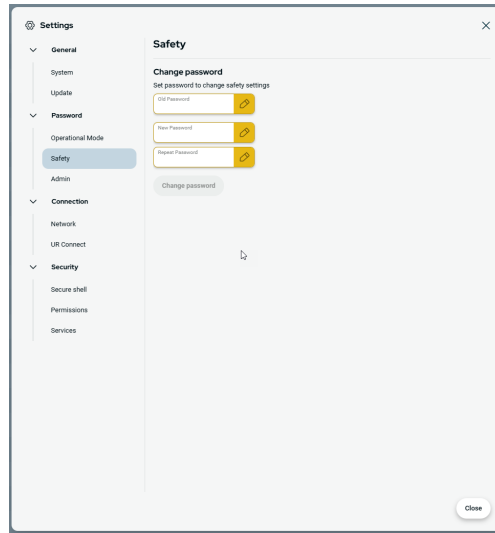 Settings
General
System
Update
Password
Operational Mode
Safety
Admin
Connection
Network
UR Connect
Security
Secure shell
Permissions
Services
Safety
Change password
Set password to change safety settings
Old Password
New Password
Repeat Password
Change password
Close